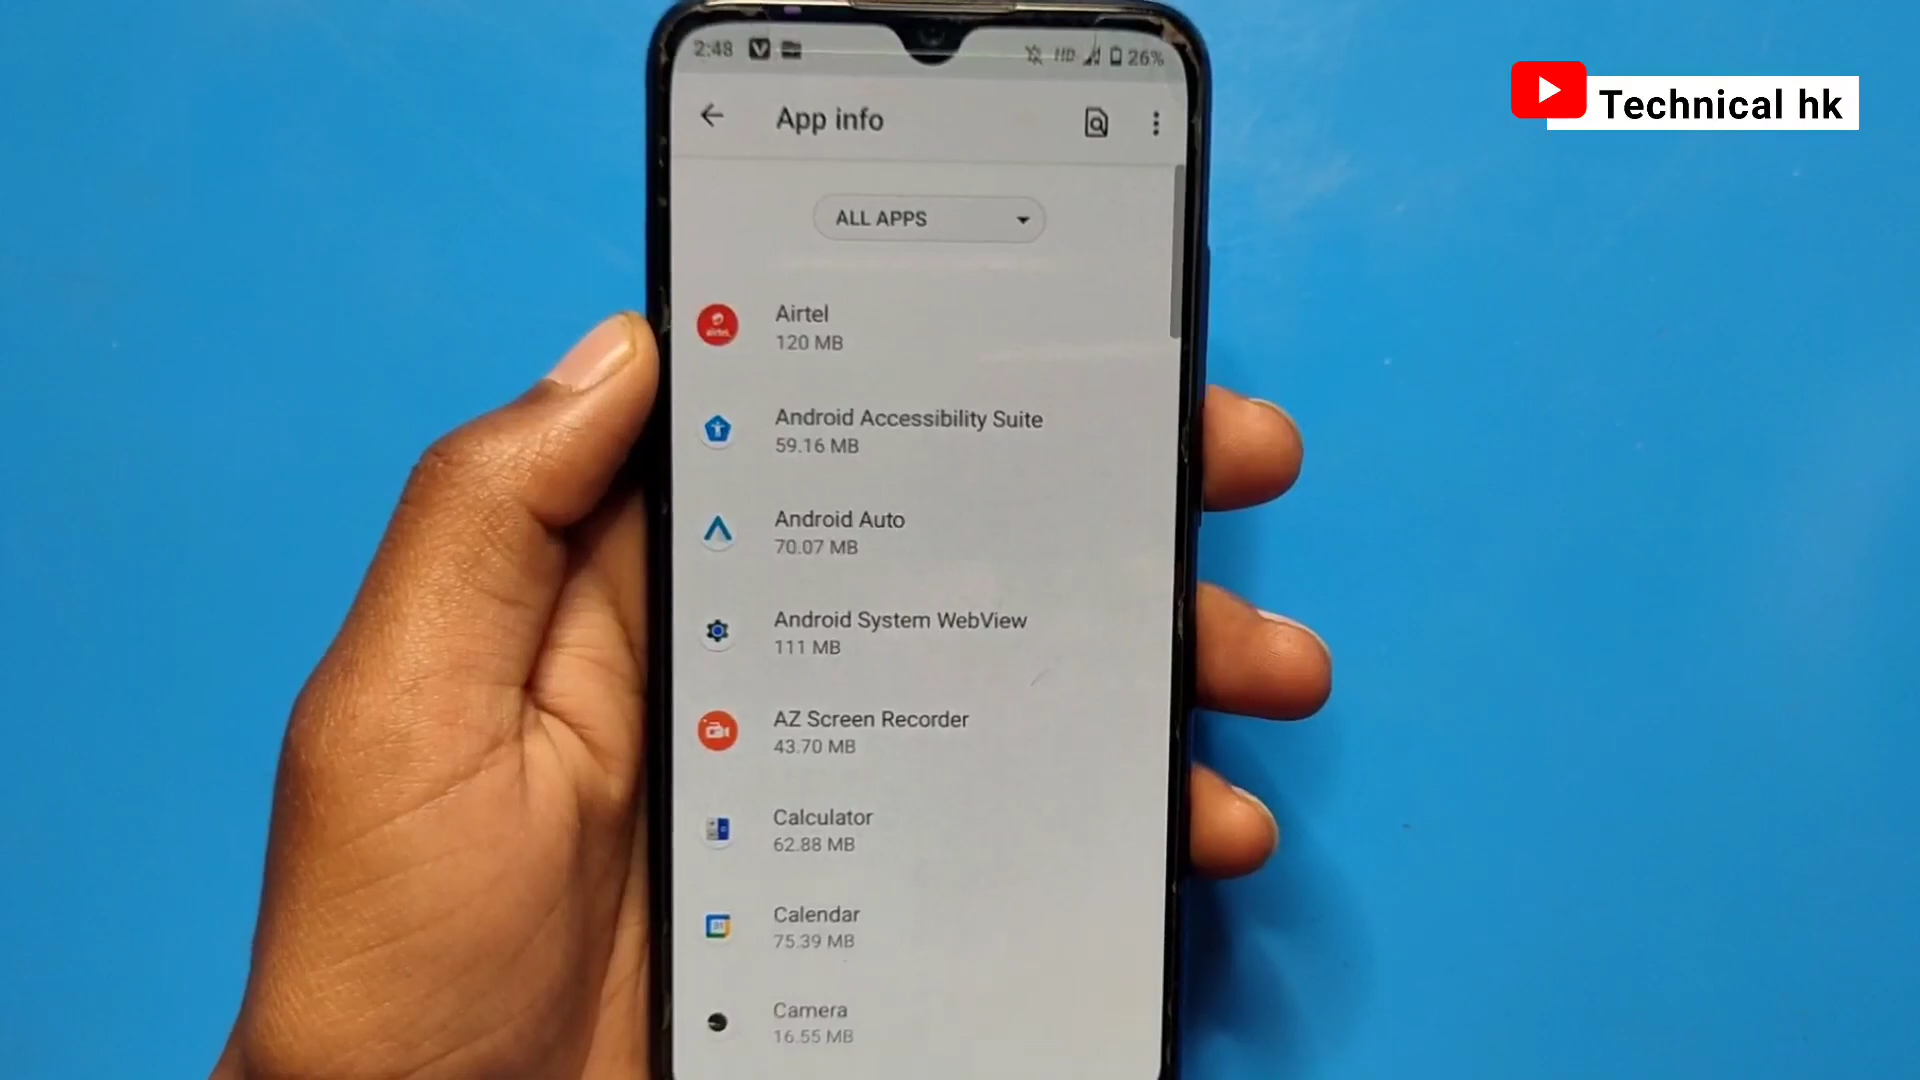 2:48 HD 26%
Technical hk
App info
ALL APPS
Airtel
120 MB
Android Accessibility Suite
59.16 MB
Android Auto
70.07 MB
Android System WebView
111 MB
AZ Screen Recorder
43.70 MB
Calculator
62.88 MB
Calendar
75.39 MB
Camera
16.55 MB